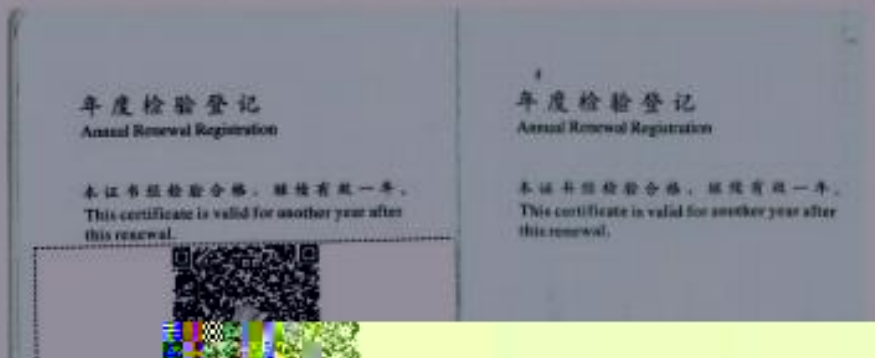 年度检验登记
Annual Renewal Registration
本证书经检验合格，继续有效一年。
This certificate is valid for another year after
this renewal.
年度检验登记
Annual Renewal Registration
本证书经检验合格，继续有效一年。
This certificate is valid for another year after
this renewal.